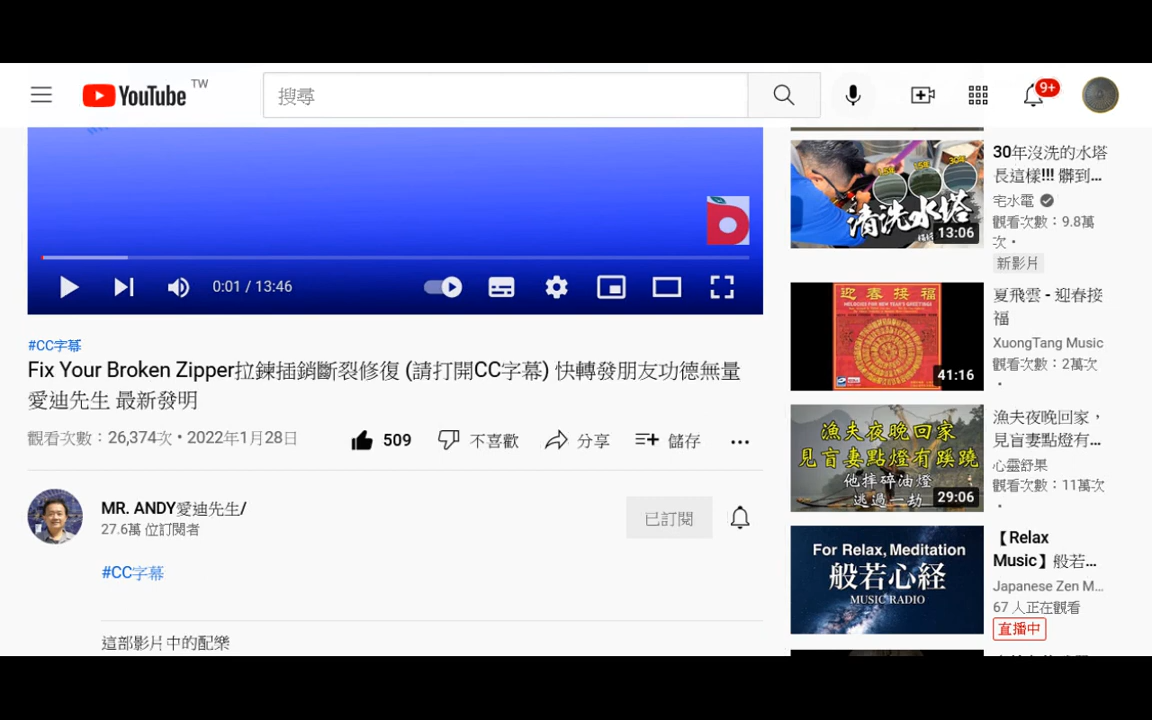 YouTube TW
搜尋
9+
0:01 / 13:46
#CC字幕
Fix Your Broken Zipper拉鍊插銷斷裂修復 (請打開CC字幕) 快轉發朋友功德無量
愛迪先生 最新發明
觀看次數：26,374次 • 2022年1月28日
509
不喜歡
分享
儲存
MR. ANDY愛迪先生/
27.6萬 位訂閱者
已訂閱
#CC字幕
這部影片中的配樂
15年
30年
清洗水塔
13:06
30年沒洗的水塔
長這樣!!! 髒到...
宅水電
觀看次數：9.8萬
次・
新影片
迎春接福
MELODIES FOR NEW YEAR'S GREETINGS
41:16
夏飛雲 - 迎春接
福
XuongTang Music
觀看次數：2萬次
・
漁夫夜晚回家
見盲妻點燈有蹊蹺
他摔碎油燈
逃過一劫
29:06
漁夫夜晚回家，
見盲妻點燈有...
心靈舒果
觀看次數：11萬次
・
For Relax, Meditation
般若心経
MUSIC RADIO
【Relax
Music】般若...
Japanese Zen M...
67 人正在觀看
直播中